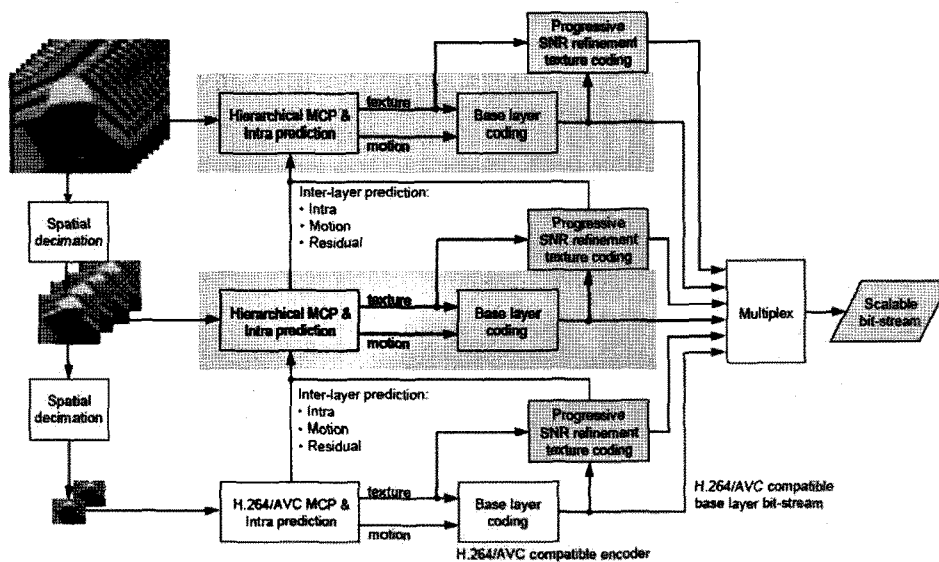 Progressive
SNR refinement
texture coding
Hierarchical MCP &
Intra prediction
texture
motion
Base layer
coding
Spatial
decimation
Inter-layer prediction:
• Intra
• Motion
• Residual
Progressive
SNR refinement
texture coding
Hierarchical MCP &
Intra prediction
texture
motion
Base layer
coding
Multiplex
Scalable
bit-stream
Spatial
decimation
Inter-layer prediction:
• Intra
• Motion
• Residual
Progressive
SNR refinement
texture coding
H.264/AVC MCP &
Intra prediction
texture
motion
Base layer
coding
H.264/AVC compatible
base layer bit-stream
H.264/AVC compatible encoder